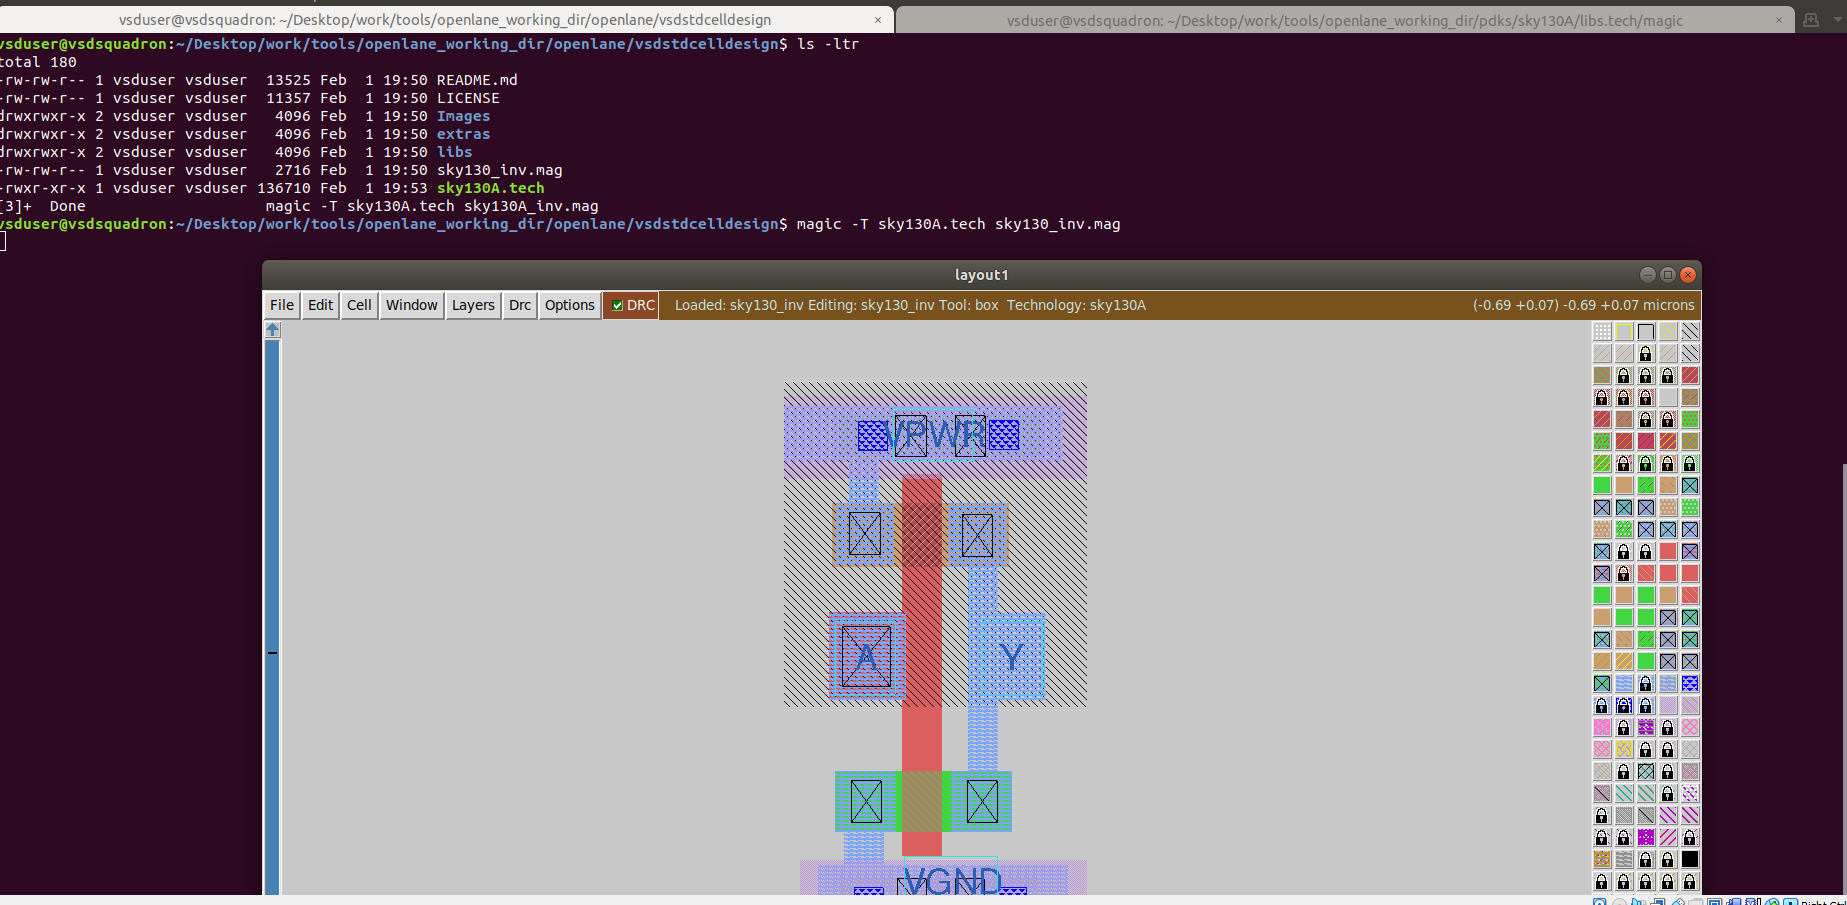 vsduser@vsdsquadron: ~/Desktop/work/tools/openlane_working_dir/openlane/vsdstdcelldesign × vsduser@vsdsquadron: ~/Desktop/work/tools/openlane_working_dir/pdks/sky130A/libs.tech/magic ×
vsduser@vsdsquadron:~/Desktop/work/tools/openlane_working_dir/openlane/vsdstdcelldesign$ ls -ltr
total 180
-rw-rw-r-- 1 vsduser vsduser  13525 Feb  1 19:50 README.md
-rw-rw-r-- 1 vsduser vsduser  11357 Feb  1 19:50 LICENSE
drwxrwxr-x 2 vsduser vsduser   4096 Feb  1 19:50 Images
drwxrwxr-x 2 vsduser vsduser   4096 Feb  1 19:50 extras
drwxrwxr-x 2 vsduser vsduser   4096 Feb  1 19:50 libs
-rw-rw-r-- 1 vsduser vsduser   2716 Feb  1 19:50 sky130_inv.mag
-rwxr-xr-x 1 vsduser vsduser 136710 Feb  1 19:53 sky130A.tech
[3]+  Done                    magic -T sky130A.tech sky130A_inv.mag
vsduser@vsdsquadron:~/Desktop/work/tools/openlane_working_dir/openlane/vsdstdcelldesign$ magic -T sky130A.tech sky130_inv.mag
layout1
File Edit Cell Window Layers Drc Options DRC Loaded: sky130_inv Editing: sky130_inv Tool: box  Technology: sky130A (-0.69 +0.07) -0.69 +0.07 microns
VPWR
A Y
VGND